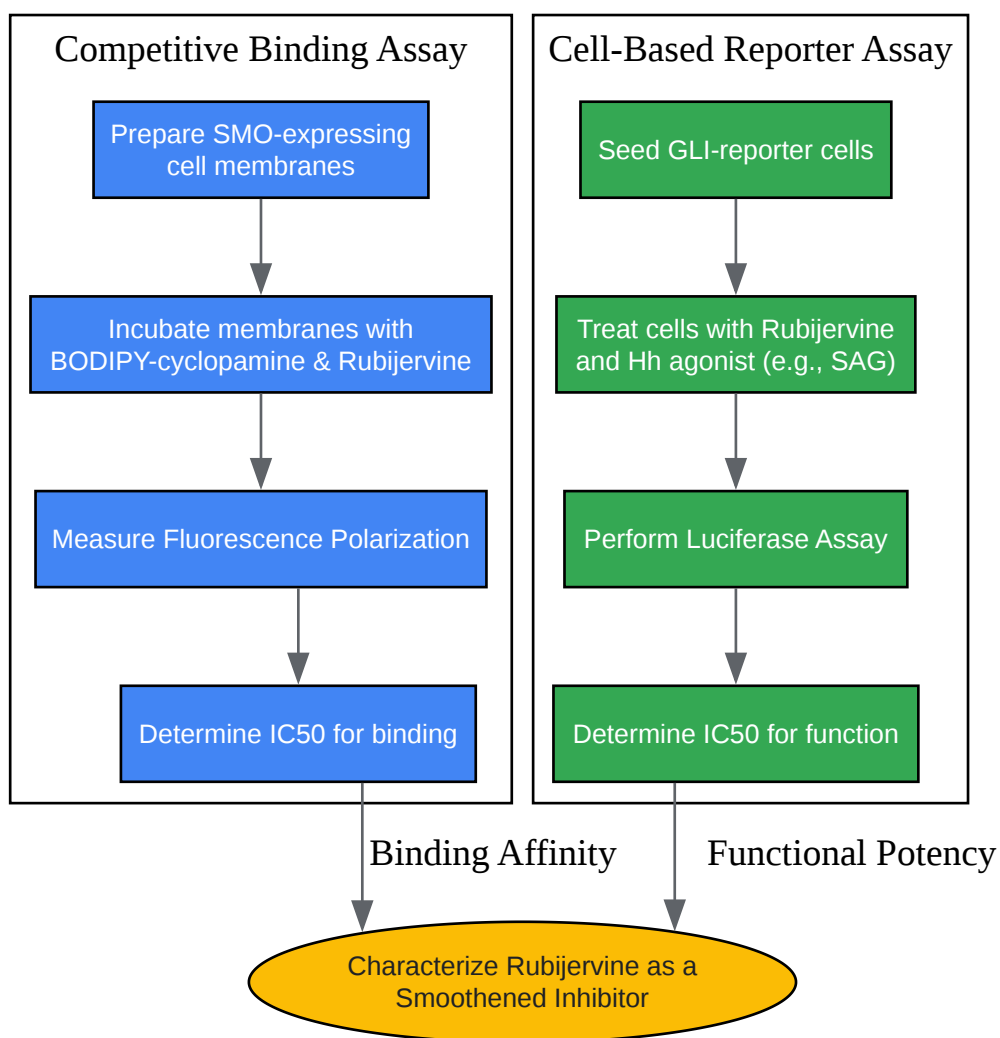 Competitive Binding Assay
Prepare SMO-expressing
cell membranes
Incubate membranes with
BODIPY-cyclopamine & Rubijervine
Measure Fluorescence Polarization
Determine IC50 for binding
Cell-Based Reporter Assay
Seed GLI-reporter cells
Treat cells with Rubijervine
and Hh agonist (e.g., SAG)
Perform Luciferase Assay
Determine IC50 for function
Binding Affinity
Functional Potency
Characterize Rubijervine as a
Smoothened Inhibitor